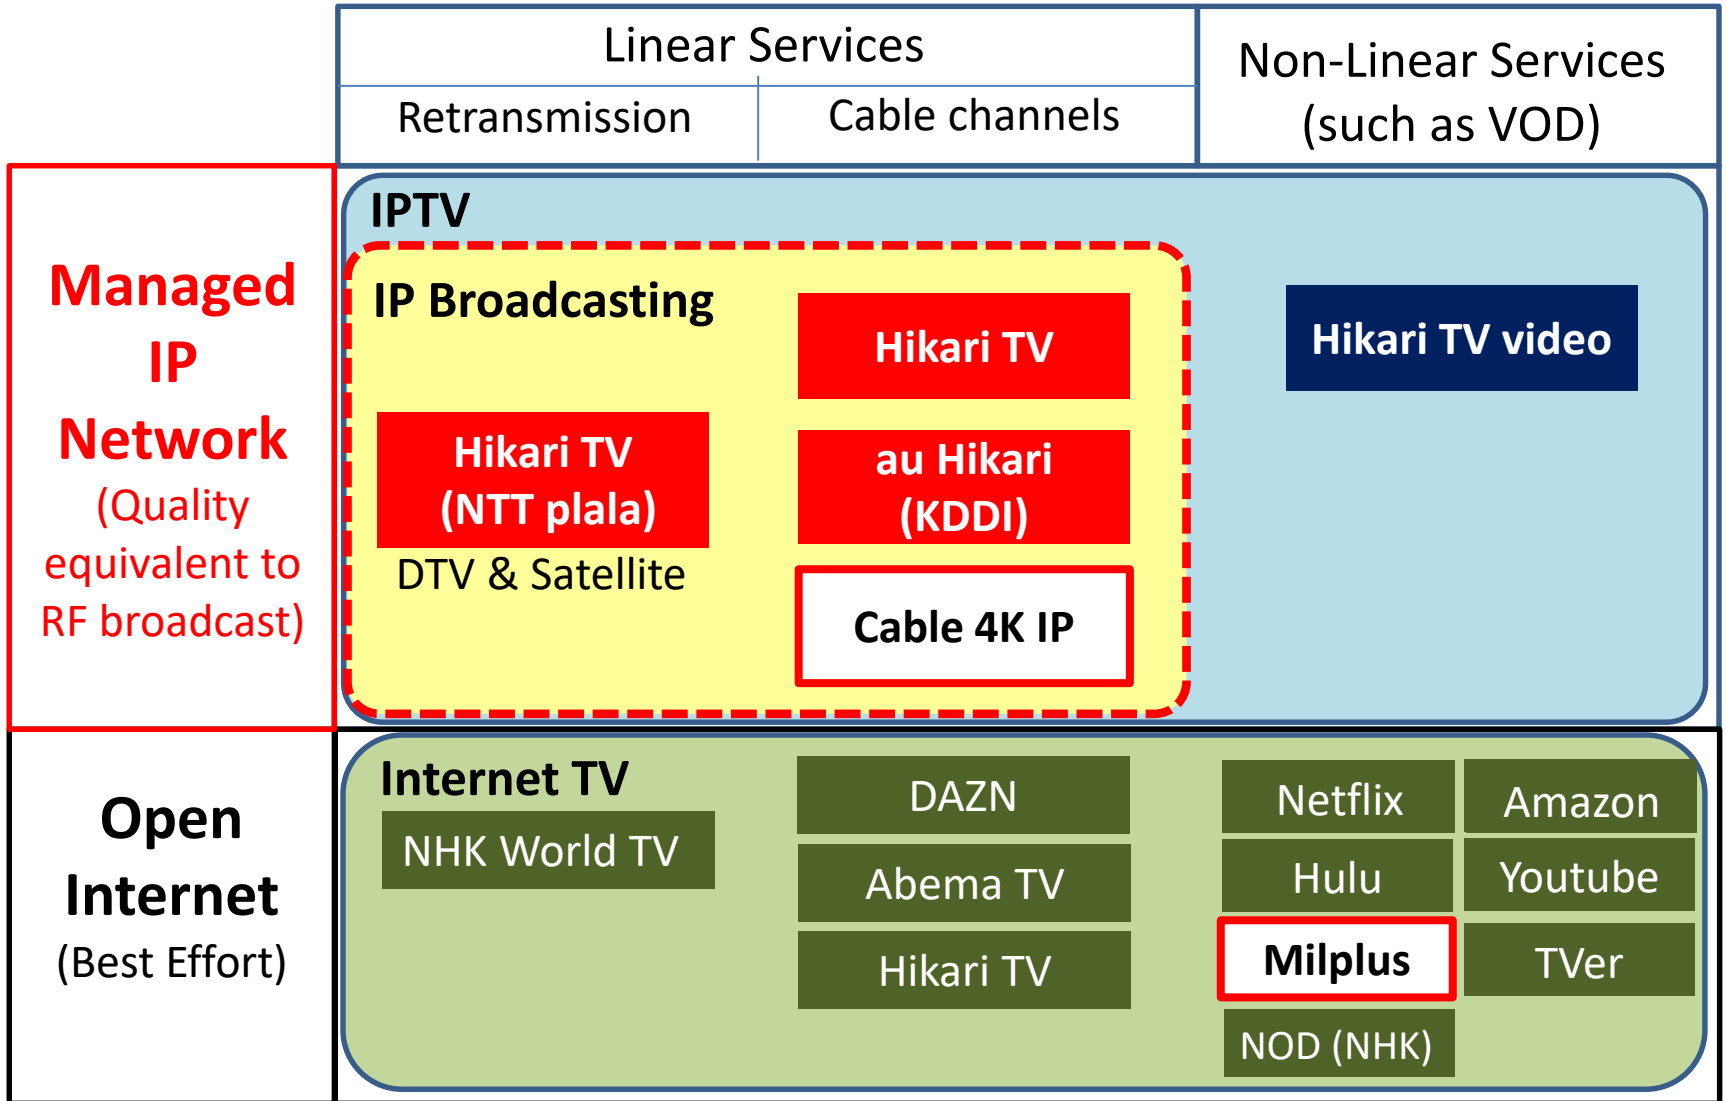 Linear Services
Retransmission
Cable channels
Non-Linear Services
(such as VOD)
Managed
IP
Network
(Quality
equivalent to
RF broadcast)
IPTV
IP Broadcasting
Hikari TV
(NTT plala)
DTV & Satellite
Hikari TV
au Hikari
(KDDI)
Cable 4K IP
Hikari TV video
Open
Internet
(Best Effort)
Internet TV
NHK World TV
DAZN
Abema TV
Hikari TV
Netflix
Amazon
Hulu
Youtube
Milplus
TVer
NOD (NHK)